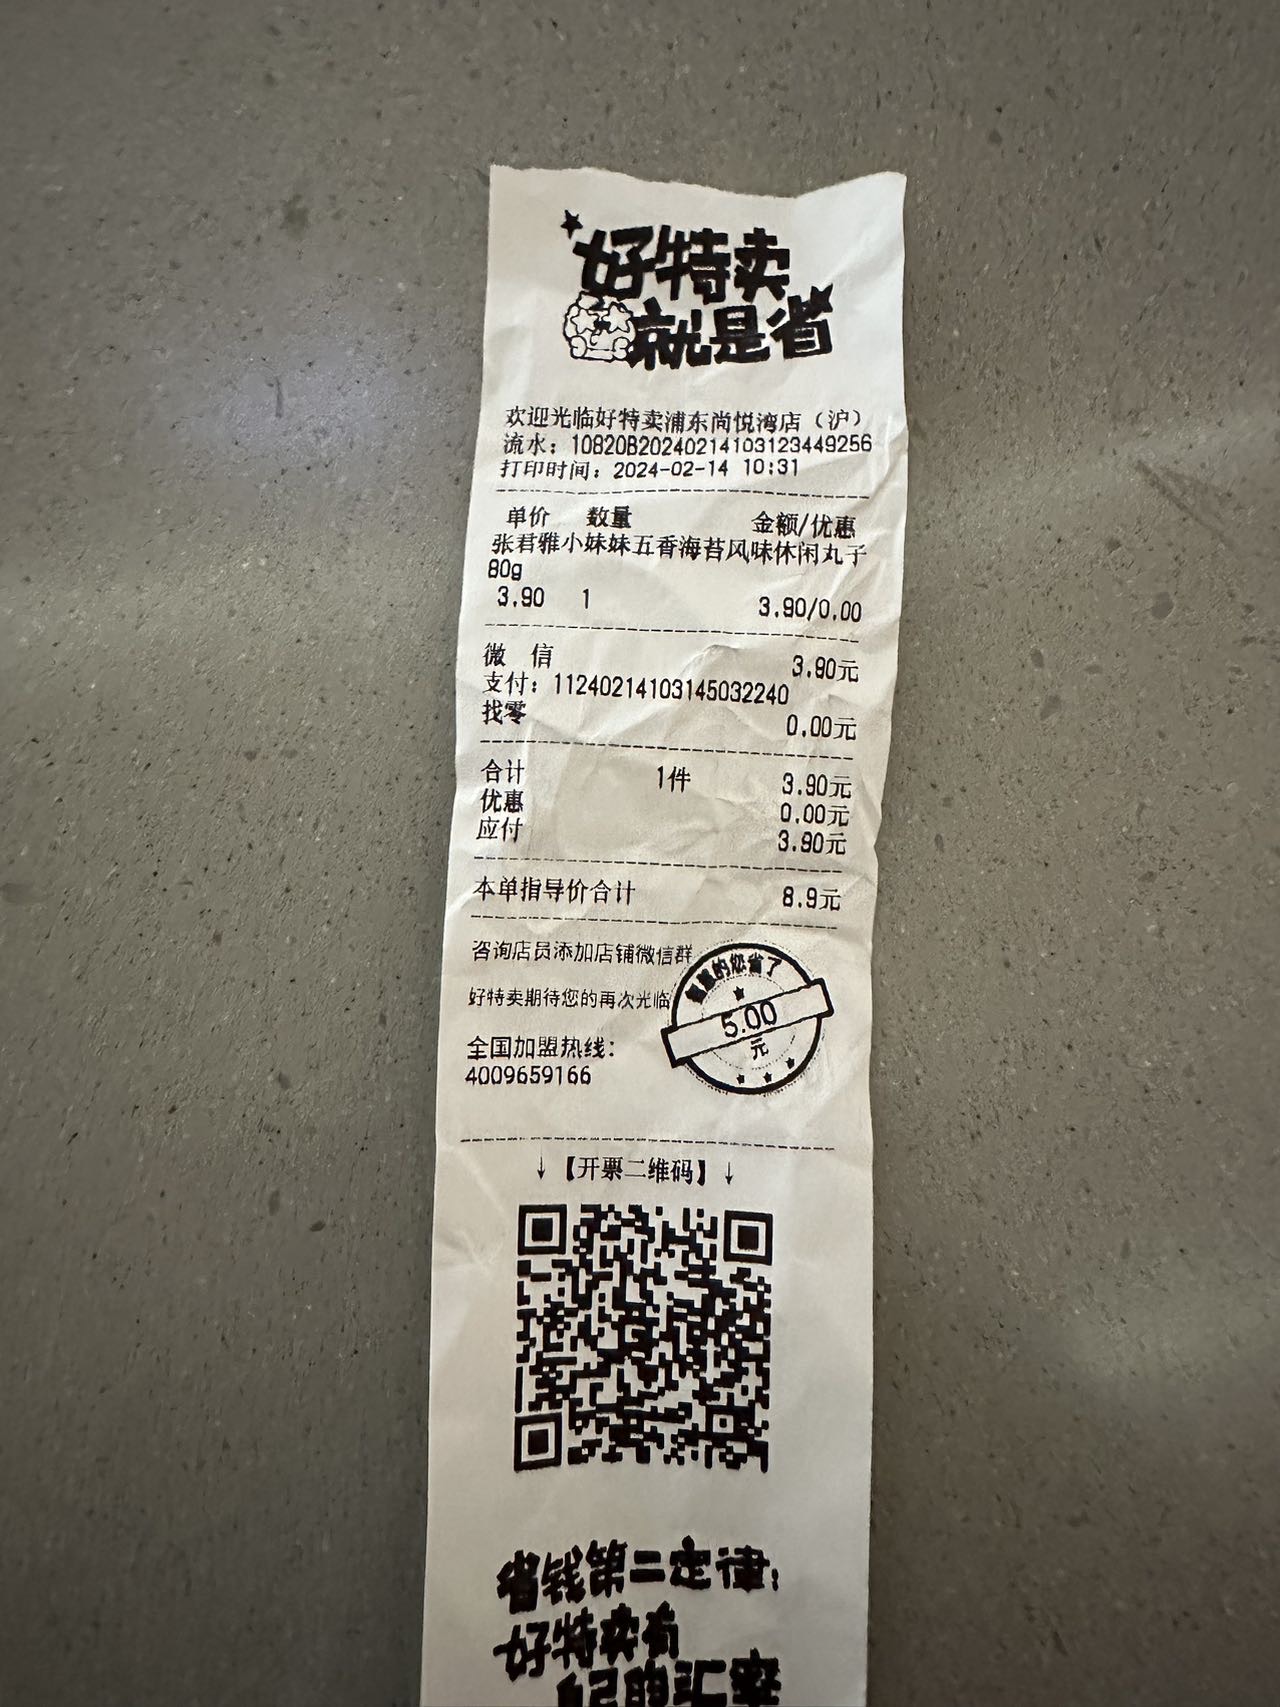 好特卖
就是省
欢迎光临好特卖浦东尚悦湾店（沪）
流水：10820B20240214103123449256
打印时间：2024-02-14 10:31
单价 数量 金额/优惠
张君雅小妹妹五香海苔风味休闲丸子
80g
3.90 1 3.90/0.00
微 信 3.90元
支付：11240214103145032240
找零 0.00元
合计 1件 3.90元
优惠 0.00元
应付 3.90元
本单指导价合计 8.9元
咨询店员添加店铺微信群
好特卖期待您的再次光临
的您省了
5.00
元
全国加盟热线：
4009659166
↓【开票二维码】↓
省钱第二定律：
好特卖有